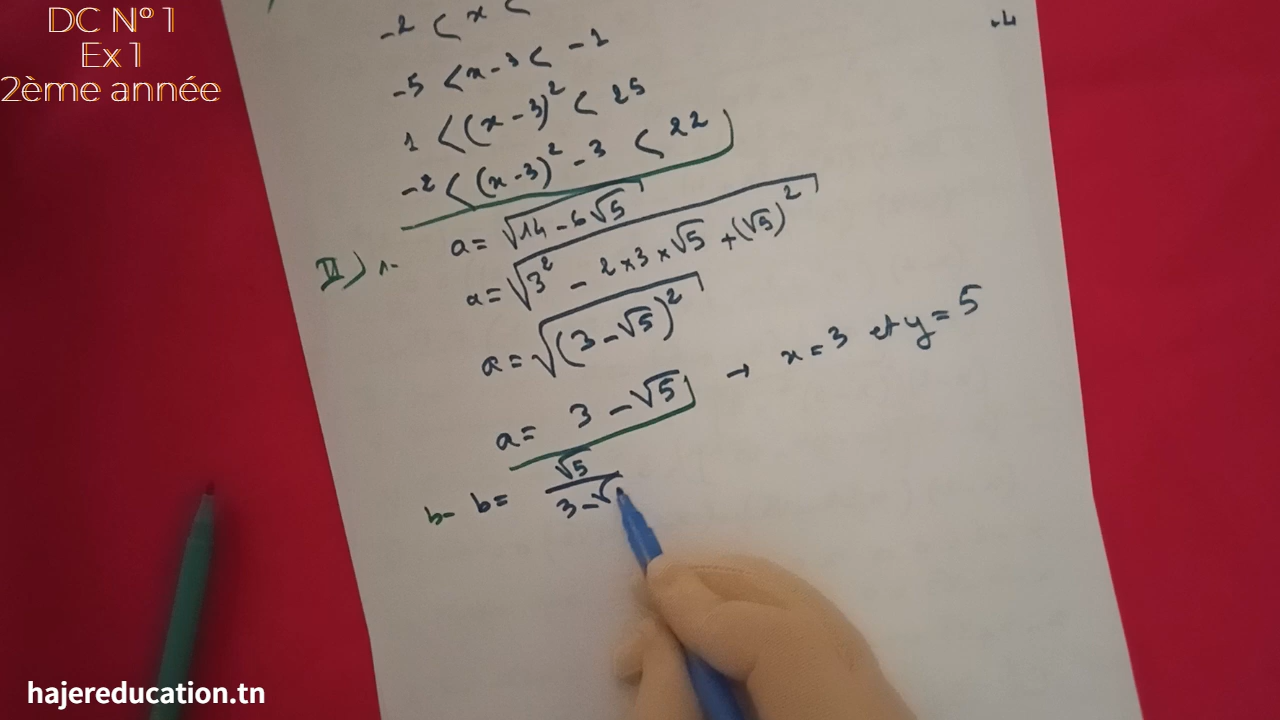 DC N° 1
Ex 1
2ème année
-2 < x <
-5 < x - 3 < -1
1 < (x - 3)² < 25
-2 < (x - 3)² - 3 < 22
II) 1- a = √(14 - 6√5)
a = √(3² - 2×3×√5 + (√5)²)
a = √((3 - √5)²)
a = 3 - √5 → x = 3 et y = 5
b- b = √5 / 3 - √
hajereducation.tn